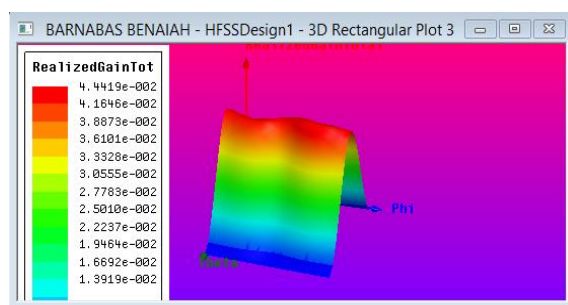 BARNABAS BENAIAH - HFSSDesign1 - 3D Rectangular Plot 3
RealizedGainTotal
RealizedGainTot
4.4419e-002
4.1646e-002
3.8873e-002
3.6101e-002
3.3328e-002
3.0555e-002
2.7783e-002
2.5010e-002
2.2237e-002
1.9464e-002
1.6692e-002
1.3919e-002
Phi
Theta